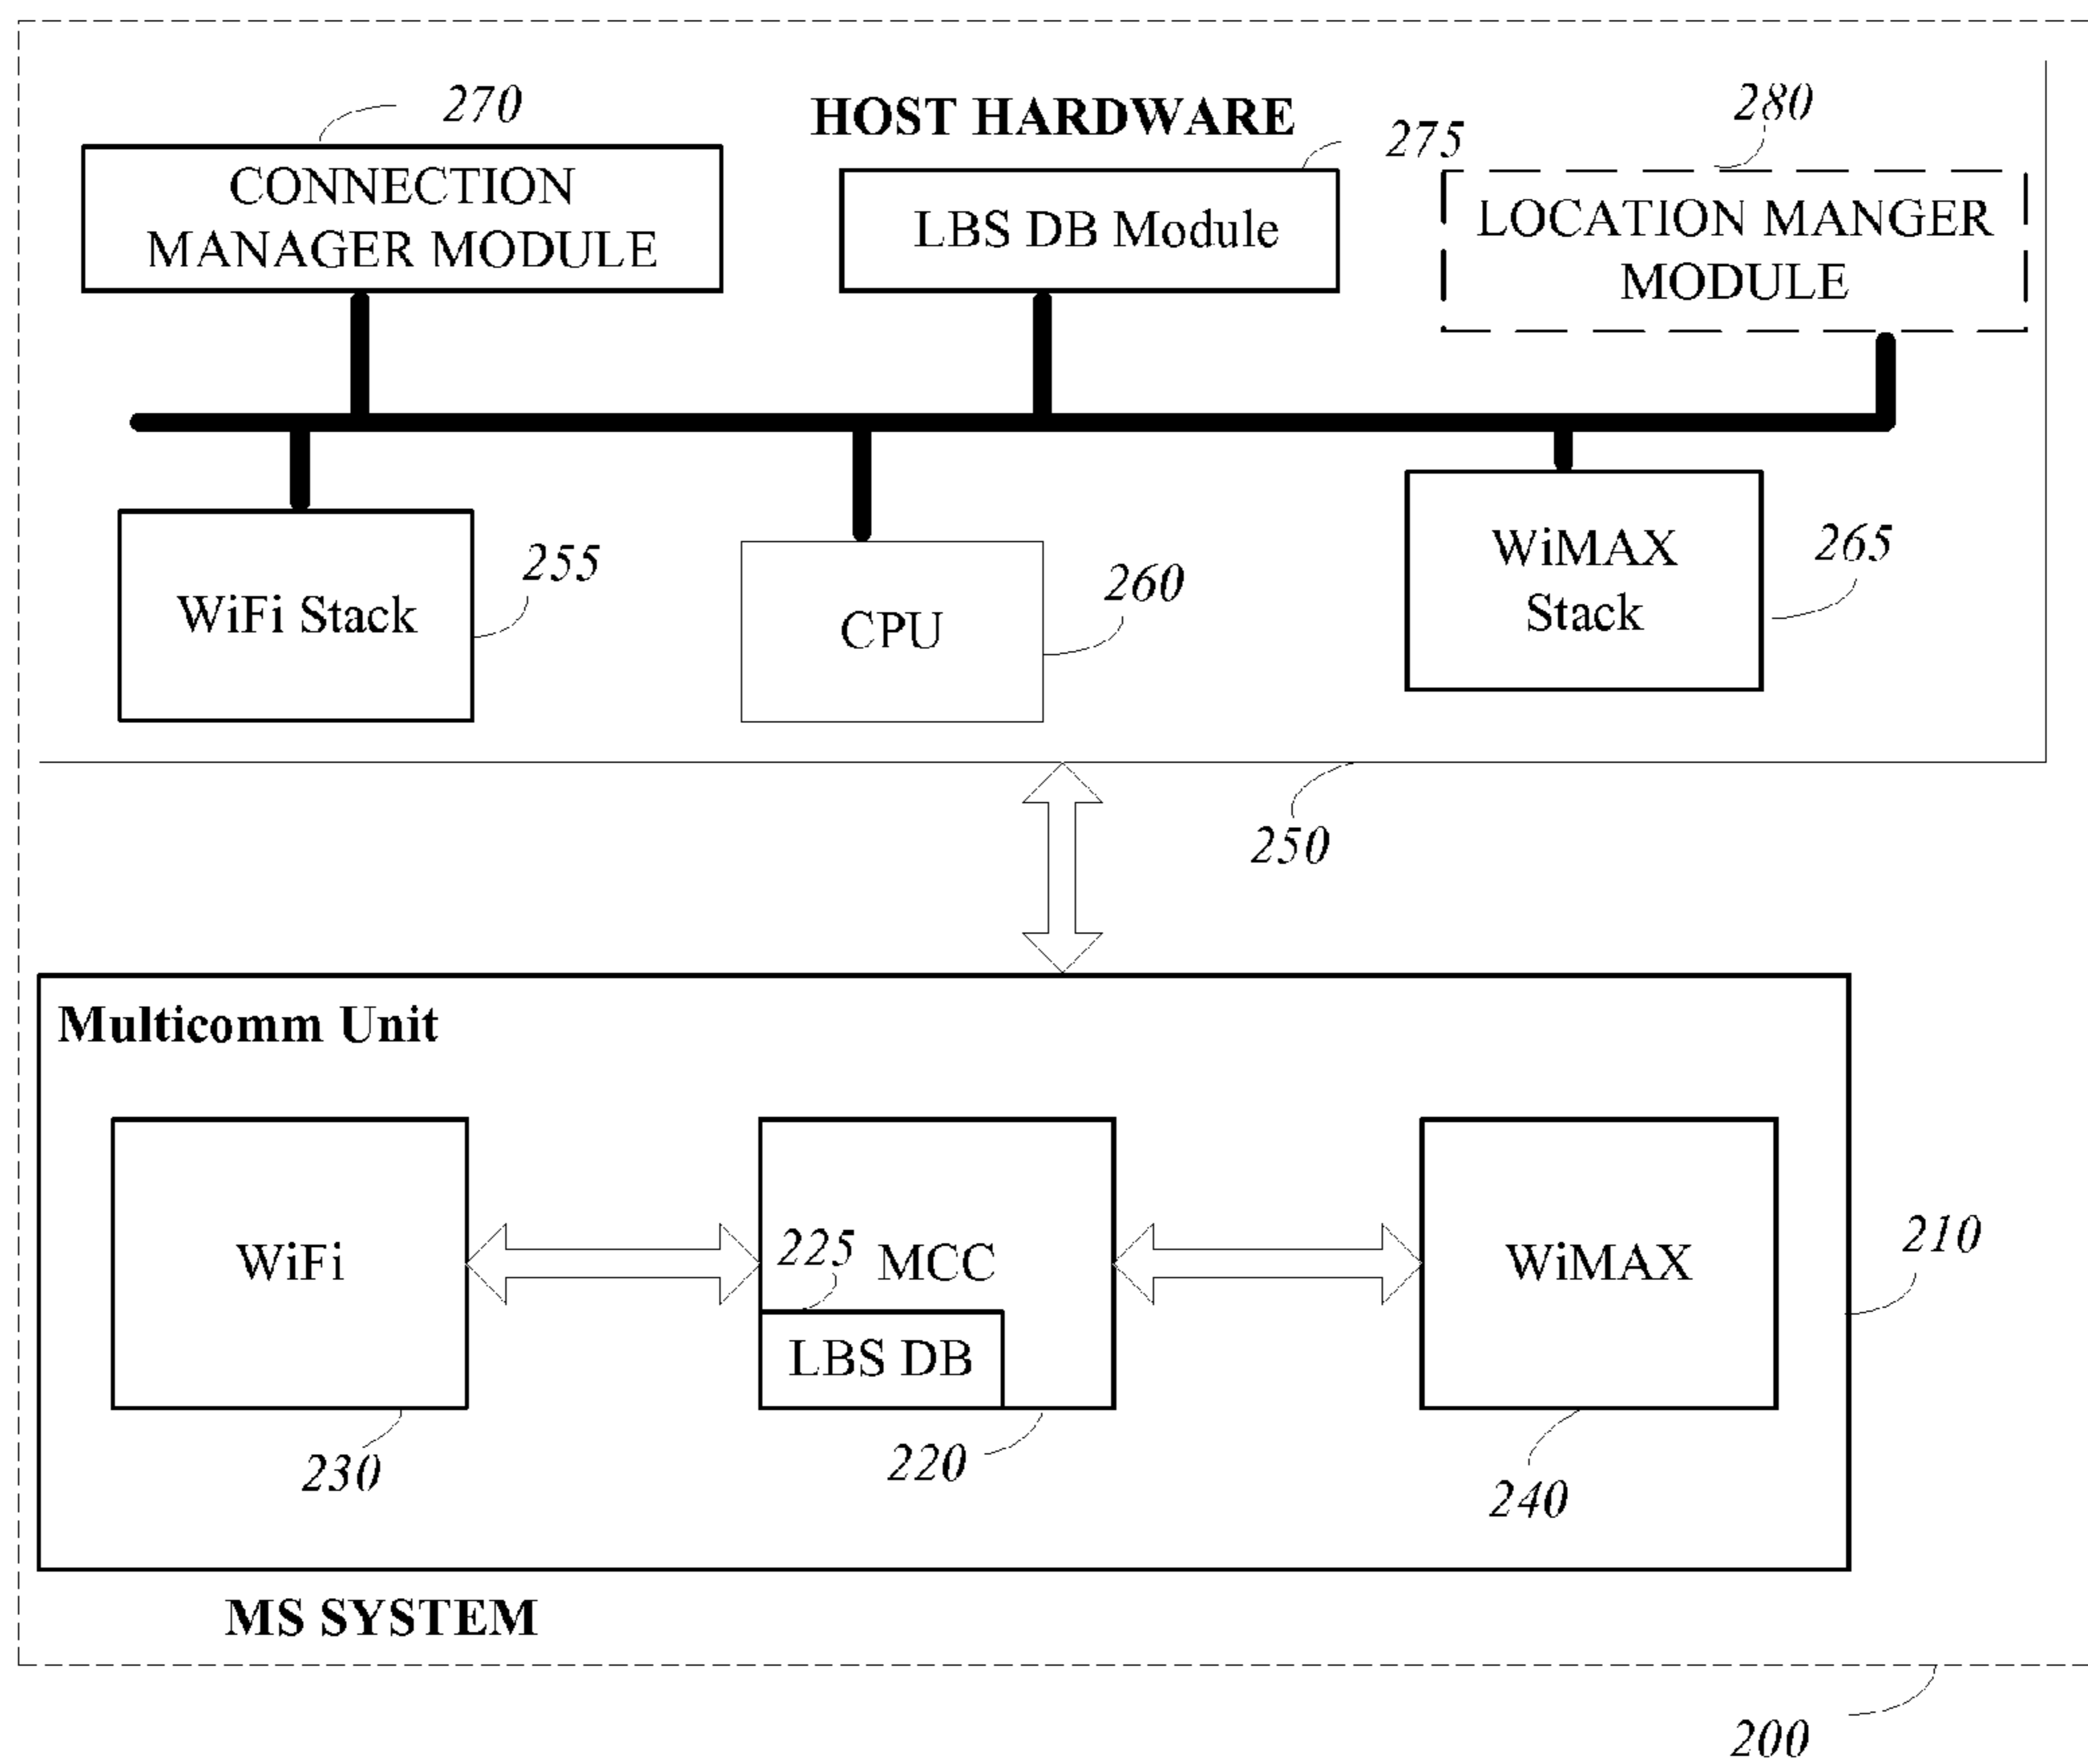 270
HOST HARDWARE
280
275
CONNECTION
MANAGER MODULE
LBS DB Module
LOCATION MANGER
MODULE
WiFi Stack
255
CPU
260
WiMAX
Stack
265
250
Multicomm Unit
WiFi
225
MCC
LBS DB
WiMAX
210
230
220
240
MS SYSTEM
200